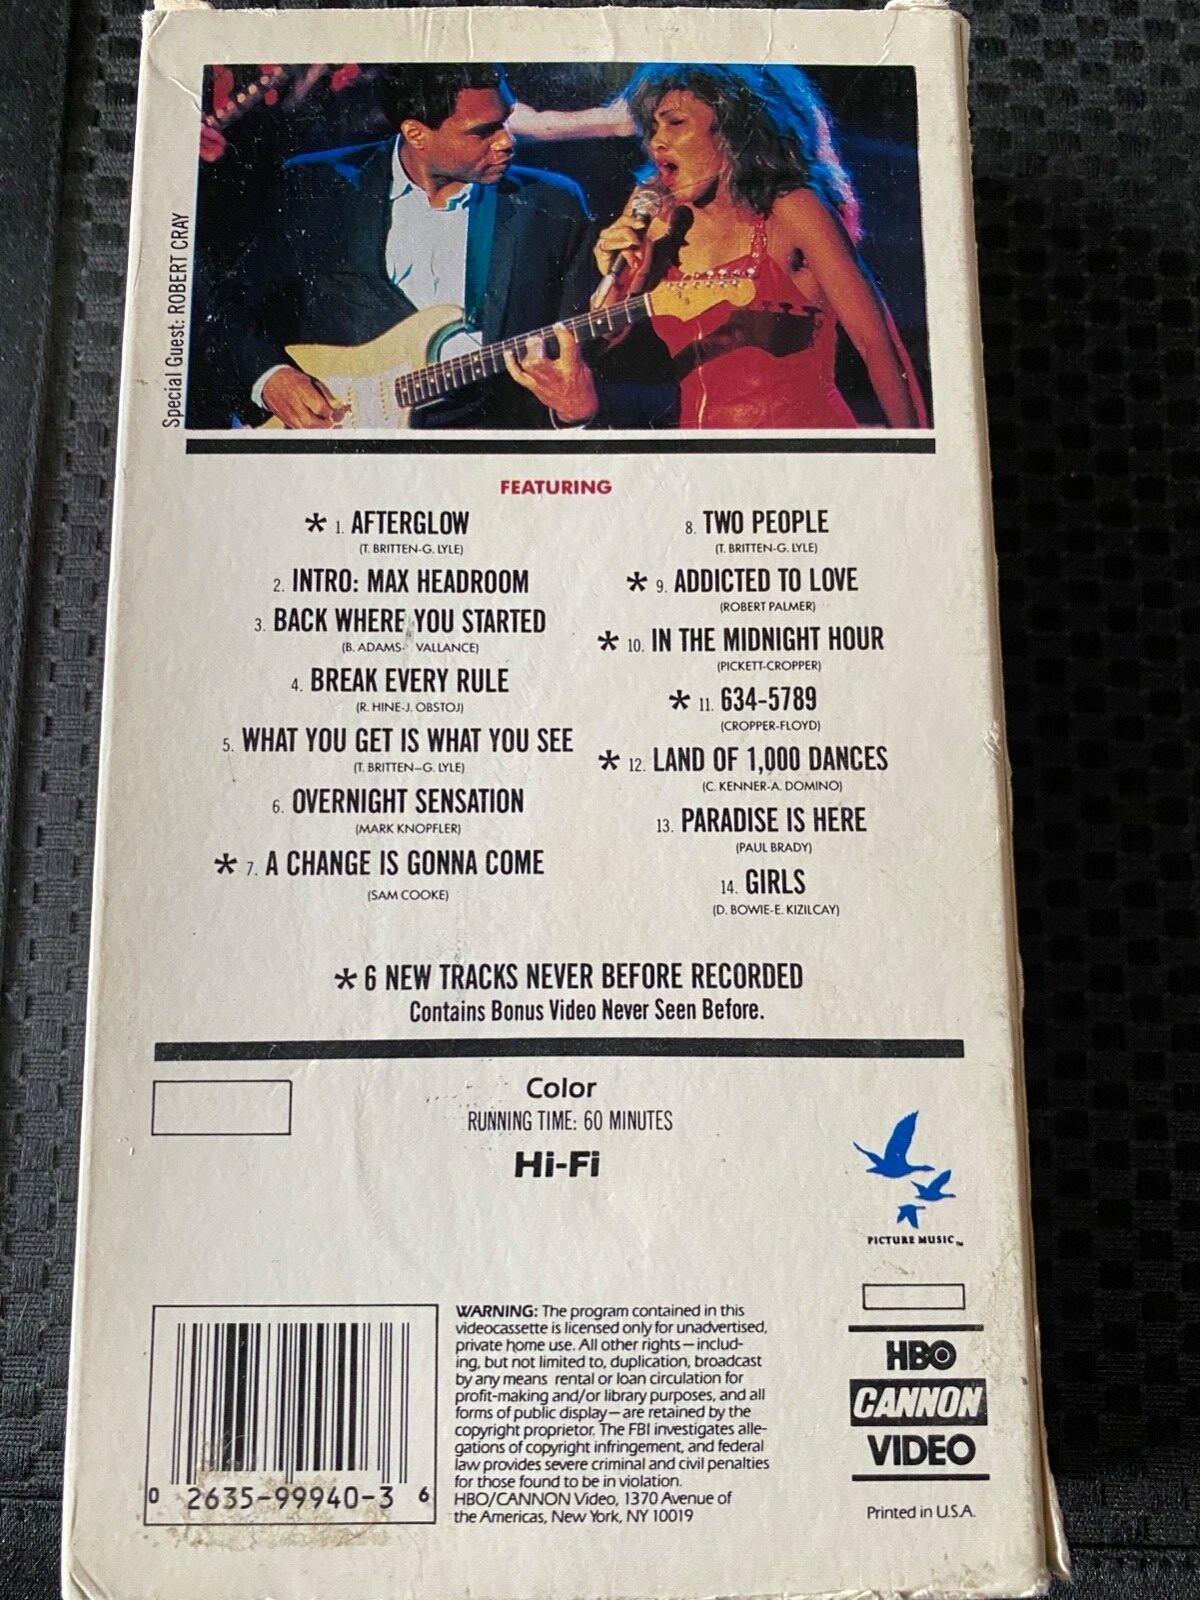 Special Guest: ROBERT CRAY
FEATURING
* 1. AFTERGLOW
(T. BRITTEN-G. LYLE)
2. INTRO: MAX HEADROOM
3. BACK WHERE YOU STARTED
(B. ADAMS- VALLANCE)
4. BREAK EVERY RULE
(R. HINE-J. OBSTOJ)
5. WHAT YOU GET IS WHAT YOU SEE
(T. BRITTEN-G. LYLE)
6. OVERNIGHT SENSATION
(MARK KNOPFLER)
* 7. A CHANGE IS GONNA COME
(SAM COOKE)
8. TWO PEOPLE
(T. BRITTEN-G. LYLE)
* 9. ADDICTED TO LOVE
(ROBERT PALMER)
* 10. IN THE MIDNIGHT HOUR
(PICKETT-CROPPER)
* 11. 634-5789
(CROPPER-FLOYD)
* 12. LAND OF 1,000 DANCES
(C. KENNER-A. DOMINO)
13. PARADISE IS HERE
(PAUL BRADY)
14. GIRLS
(D. BOWIE-E. KIZILCAY)
* 6 NEW TRACKS NEVER BEFORE RECORDED
Contains Bonus Video Never Seen Before.
Color
RUNNING TIME: 60 MINUTES
Hi-Fi
PICTURE MUSIC™
WARNING: The program contained in this
videocassette is licensed only for unadvertised,
private home use. All other rights—includ-
ing, but not limited to, duplication, broadcast
by any means rental or loan circulation for
profit-making and/or library purposes, and all
forms of public display—are retained by the
copyright proprietor. The FBI investigates alle-
gations of copyright infringement, and federal
law provides severe criminal and civil penalties
for those found to be in violation.
HBO/CANNON Video, 1370 Avenue of
the Americas, New York, NY 10019
0 2635-99940-3 6
HBO
CANNON
VIDEO
Printed in U.S.A.